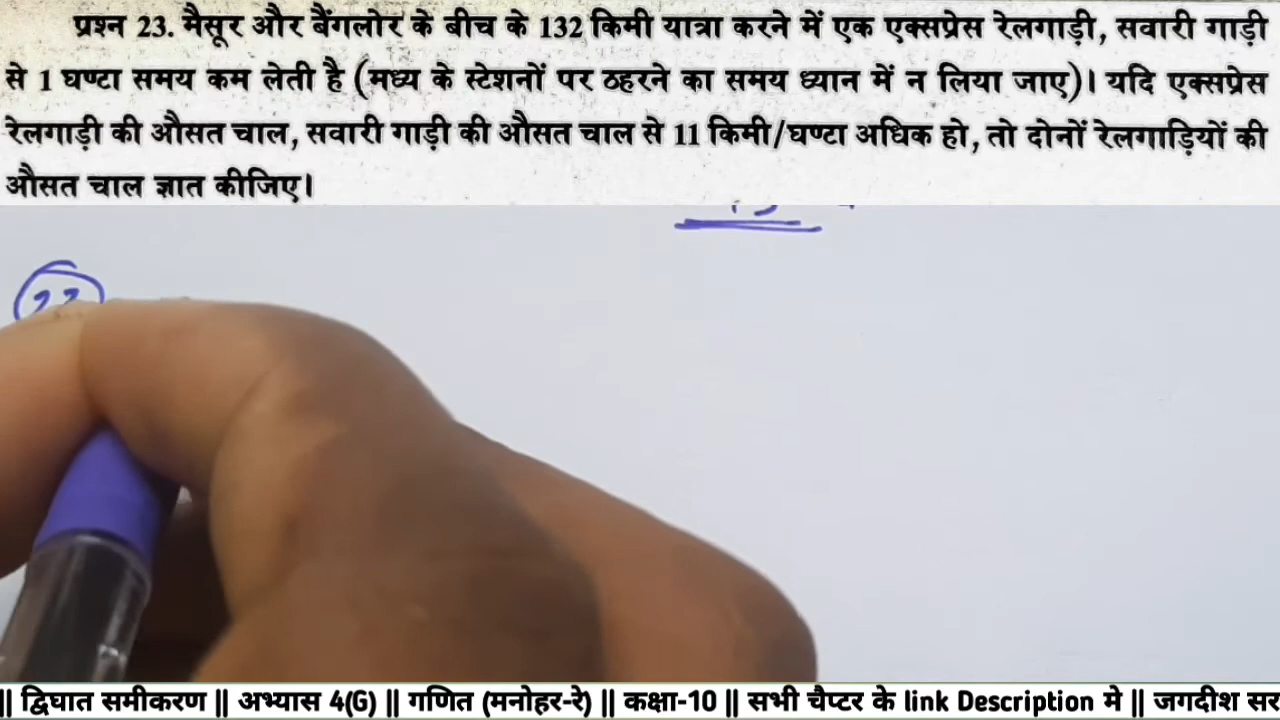 प्रश्न 23. मैसूर और बैंगलोर के बीच के 132 किमी यात्रा करने में एक एक्सप्रेस रेलगाड़ी, सवारी गाड़ी
से 1 घण्टा समय कम लेती है (मध्य के स्टेशनों पर ठहरने का समय ध्यान में न लिया जाए)। यदि एक्सप्रेस
रेलगाड़ी की औसत चाल, सवारी गाड़ी की औसत चाल से 11 किमी/घण्टा अधिक हो, तो दोनों रेलगाड़ियों की
औसत चाल ज्ञात कीजिए।
|| द्विघात समीकरण || अभ्यास 4(G) || गणित (मनोहर-रे) || कक्षा-10 || सभी चैप्टर के link Description मे || जगदीश सर